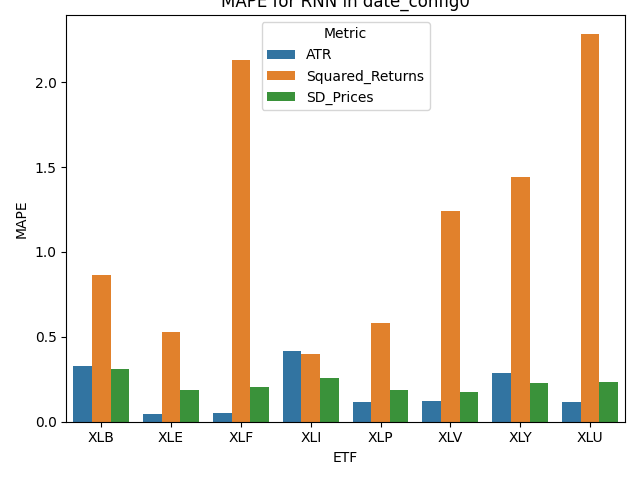 MAPE for RNN in date_config0
Metric
ATR
Squared_Returns
SD_Prices
MAPE
2.0
1.5
1.0
0.5
0.0
XLB XLE XLF XLI XLP XLV XLY XLU
ETF